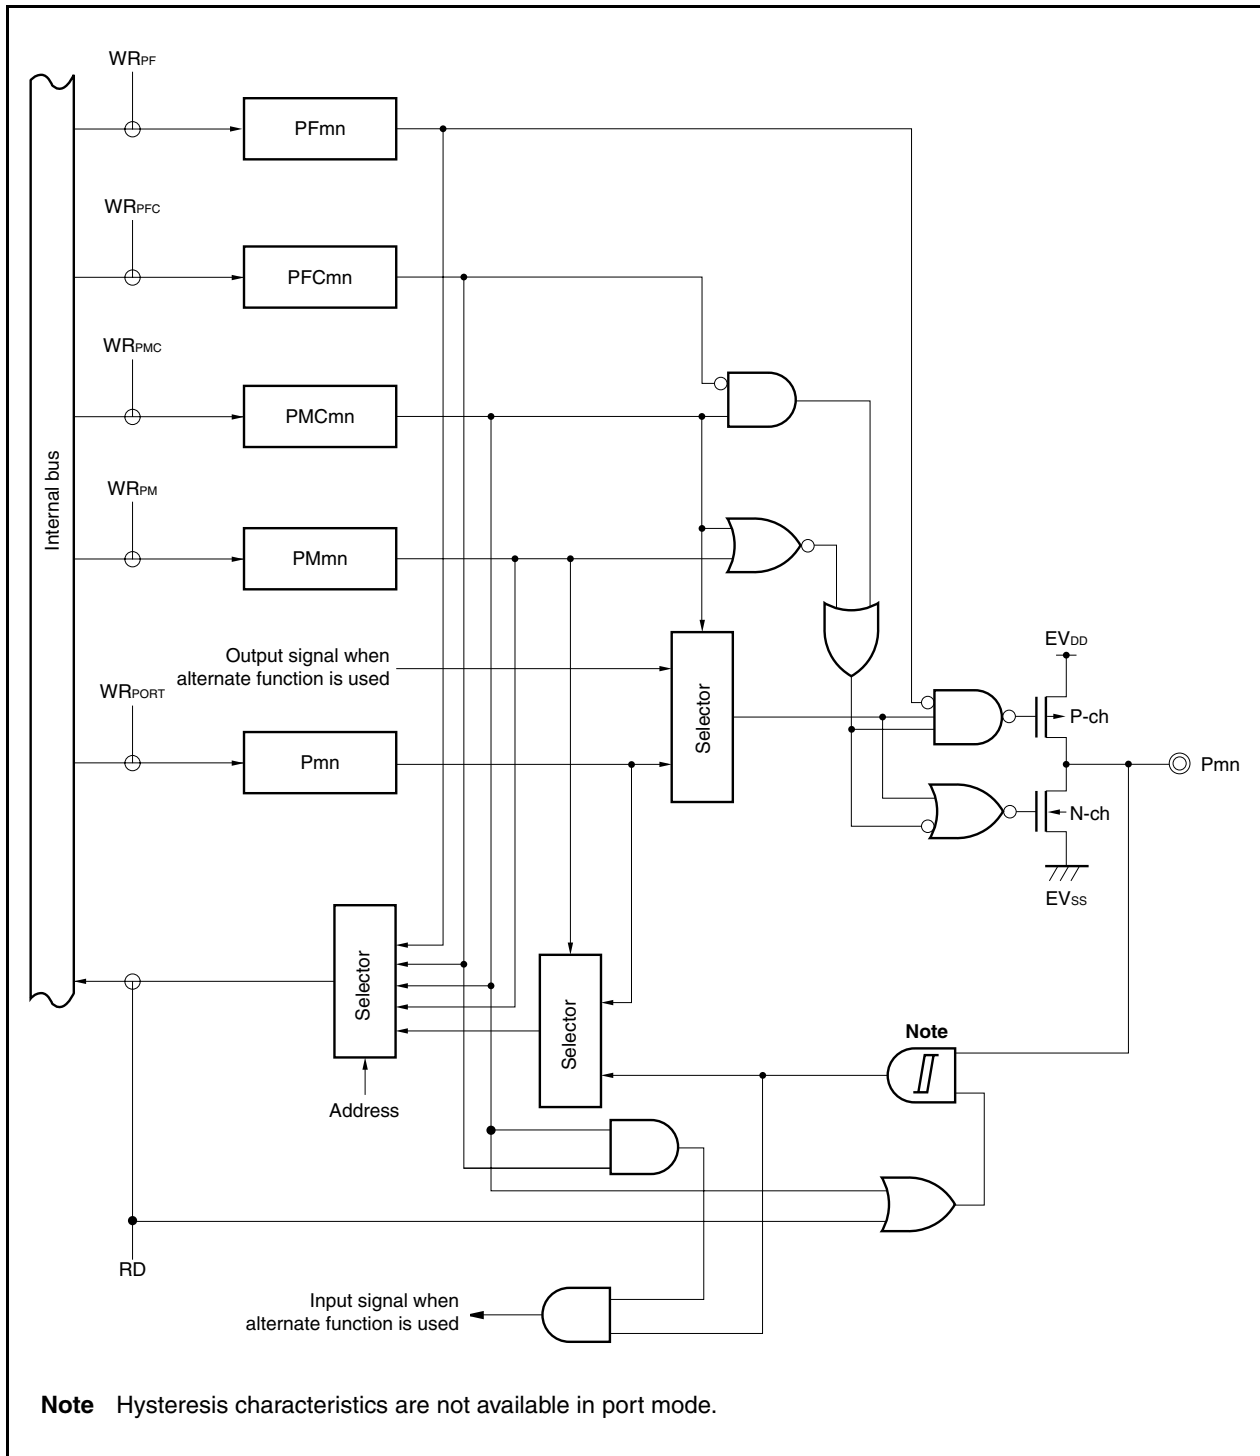 WRPF
PFmn
WRPFC
PFCmn
WRPMC
PMCmn
WRPM
PMmn
Internal bus
Output signal when
alternate function is used
WRPORT
Pmn
Selector
EVDD
P-ch
Pmn
N-ch
EVSS
Selector
Selector
Note
Address
RD
Input signal when
alternate function is used
Note Hysteresis characteristics are not available in port mode.